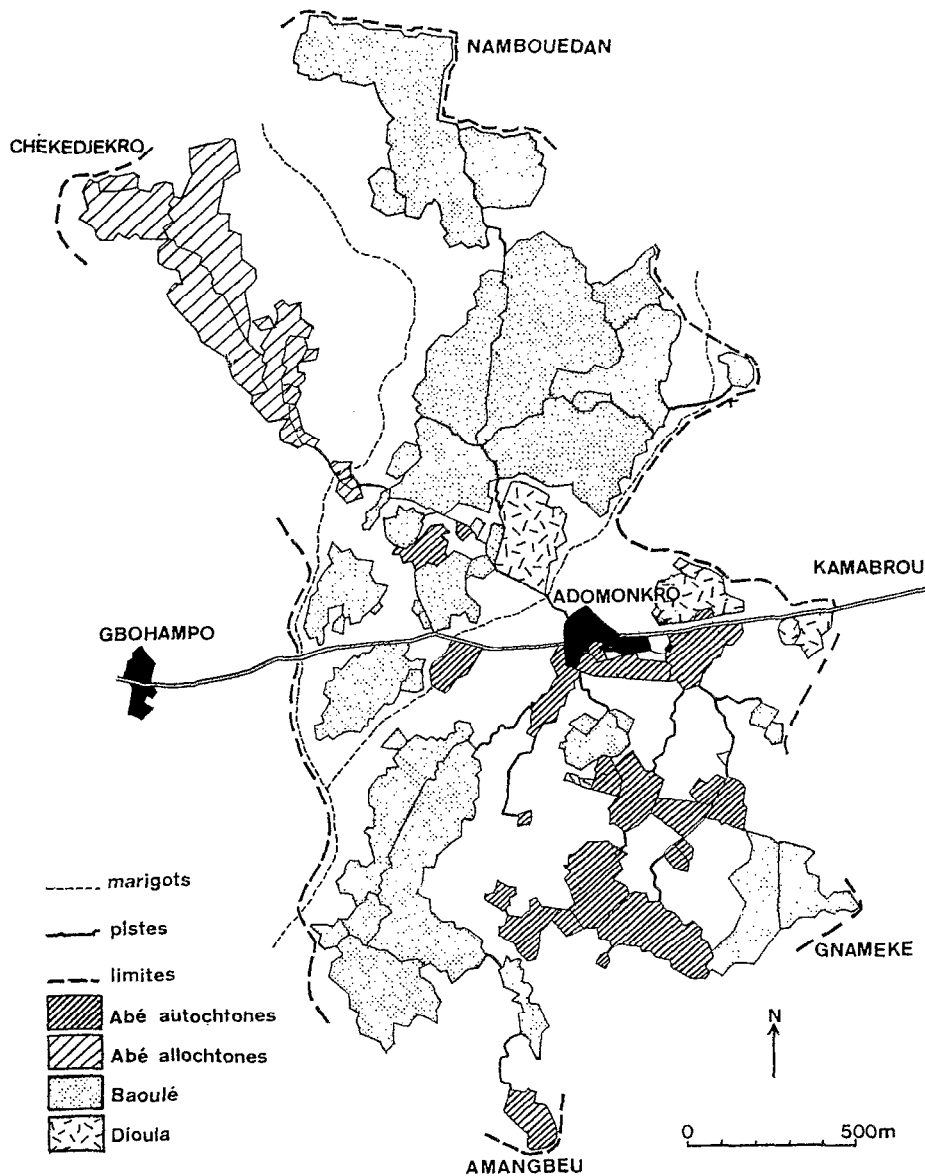 NAMBOUEDAN
CHEKEDJEKRO
KAMABROU
ADOMONKRO
GBOHAMPO
marigots
pistes
GNAMEKE
limites
Abé autochtones
N
Abé allochtones
Baoulé
Dioula
0 500m
AMANGBEU